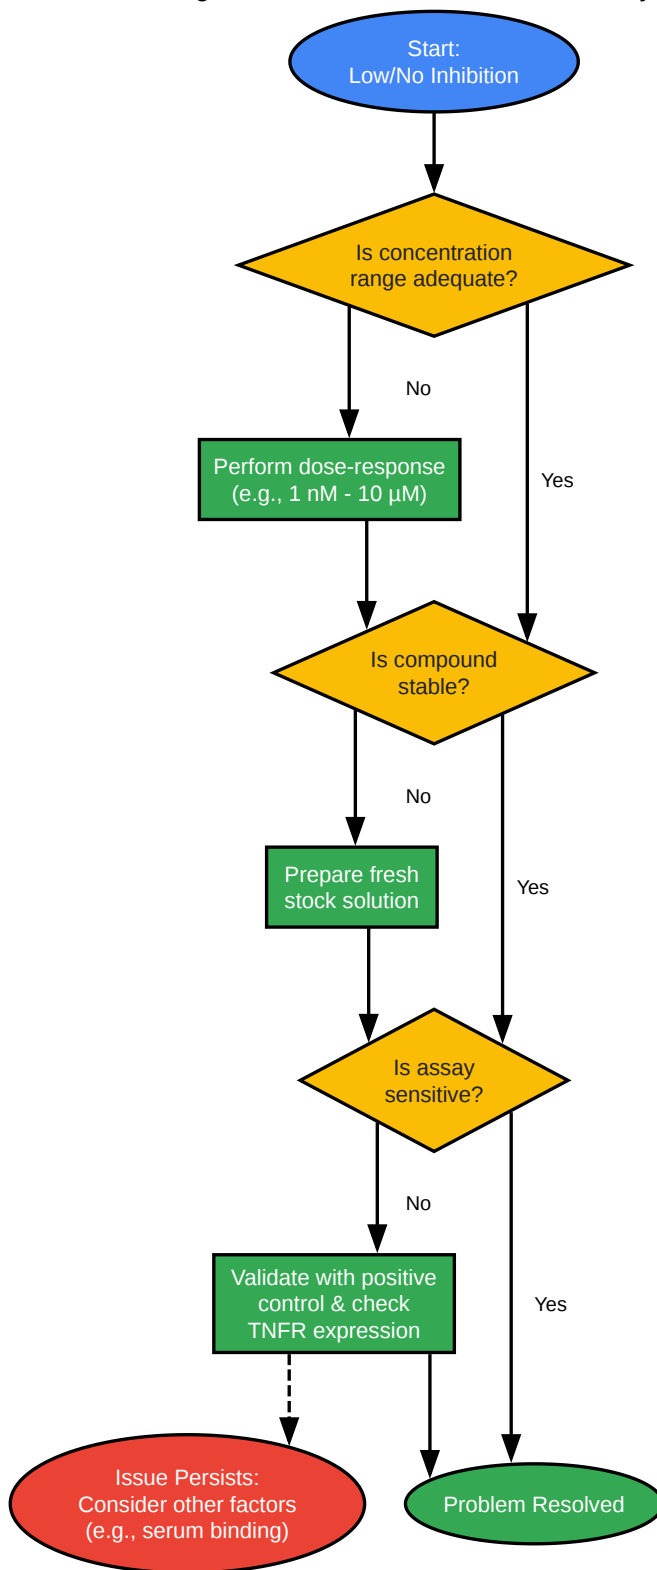 Start:
Low/No Inhibition
Is concentration
range adequate?
No
Perform dose-response
(e.g., 1 nM - 10 µM)
Yes
Is compound
stable?
No
Prepare fresh
stock solution
Yes
Is assay
sensitive?
No
Validate with positive
control & check
TNFR expression
Yes
Issue Persists:
Consider other factors
(e.g., serum binding)
Problem Resolved